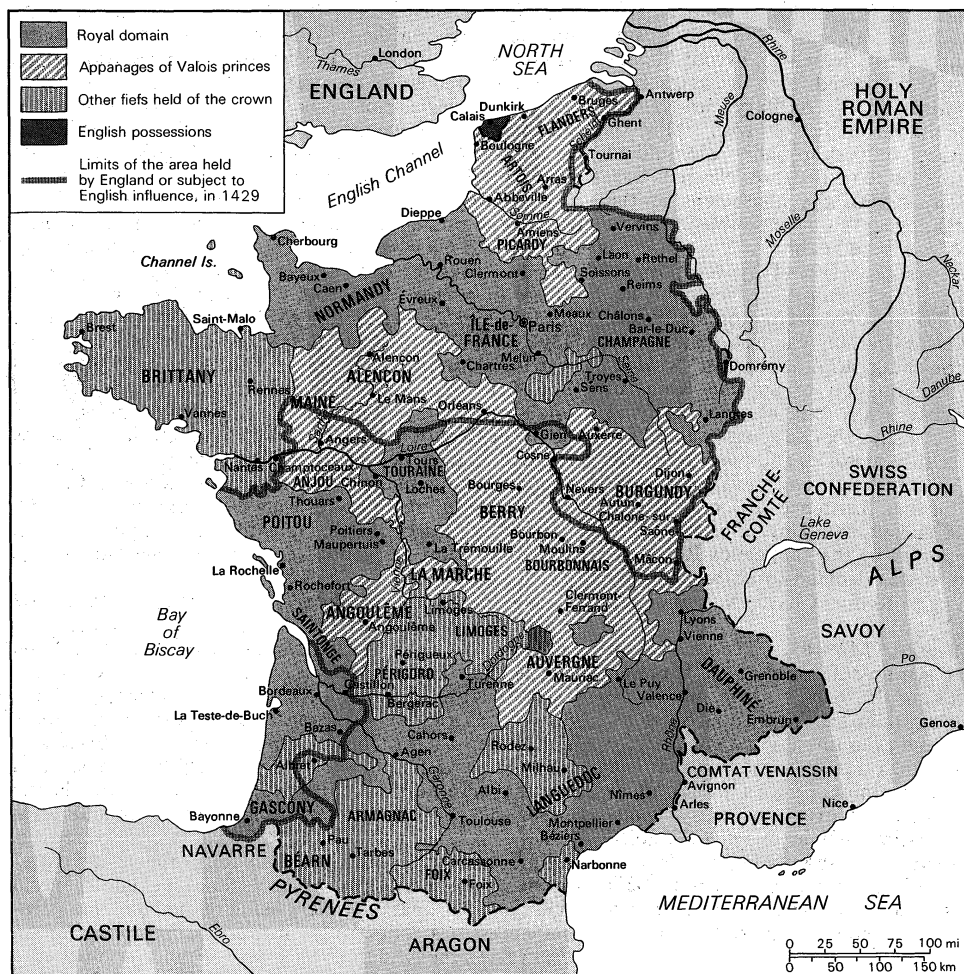 Royal domain
Appanages of Valois princes
Other fiefs held of the crown
English possessions
Limits of the area held
by England or subject to
English influence, in 1429
London
Thames
ENGLAND
NORTH
SEA
Rhine
HOLY
ROMAN
EMPIRE
Meuse
Cologne
Antwerp
Bruges
Dunkirk
Calais
FLANDERS
Ghent
Boulogne
Tournai
English Channel
ARTOIS
Arras
Abbeville
Somme
Dieppe
Amiens
PICARDY
Vervins
Moselle
Neckar
Cherbourg
Channel Is.
Rouen
Laon
Rethel
Bayeux
Clermont
Soissons
Caen
Reims
NORMANDY
Évreux
Meaux
Saint-Malo
ÎLE-de-
FRANCE
Paris
Châlons
Bar-le-Duc
CHAMPAGNE
Brest
Alençon
Melun
Domrémy
BRITTANY
ALENÇON
Chartres
Troyes
Sens
Danube
Rennes
MAINE
Le Mans
Orléans
Langres
Vannes
Rhine
Angers
Loire
Gien
Auxerre
Nantes
Champtoceaux
Tours
Cosne
Dijon
SWISS
CONFEDERATION
ANJOU
Chinon
TOURAINE
Loches
Bourges
Nevers
BURGUNDY
FRANCHE-
COMTÉ
Thouars
BERRY
Autun
Chalons-sur
Saône
POITOU
Lake
Geneva
Poitiers
Maupertuis
La Trémouille
Bourbon
Moulins
BOURBONNAIS
Mâcon
ALPS
La Rochelle
Vienne
LA MARCHE
Rochefort
Limoges
Clermont-
Ferrand
ANGOULÊME
Angoulême
LIMOGES
Lyons
Bay
of
Biscay
SAINTONGE
Vienne
SAVOY
Périgueux
Dordogne
AUVERGNE
DAUPHINÉ
Po
PÉRIGORD
Turenne
Mauriac
Grenoble
Bordeaux
Castillon
Le Puy
Valence
La Teste-de-Buch
Bergerac
Die
Embrun
Bazas
Cahors
Rhône
Genoa
Agen
Rodez
Albret
Milhau
COMTAT VENAISSIN
Avignon
Garonne
LANGUEDOC
GASCONY
Albi
Nîmes
Arles
Nice
Bayonne
ARMAGNAC
Toulouse
Montpellier
PROVENCE
NAVARRE
Pau
Béziers
BÉARN
Tarbes
Carcassonne
Narbonne
FOIX
Foix
PYRENEES
MEDITERRANEAN SEA
CASTILE
Ebro
ARAGON
0 25 50 75 100 mi
0 50 100 150 km